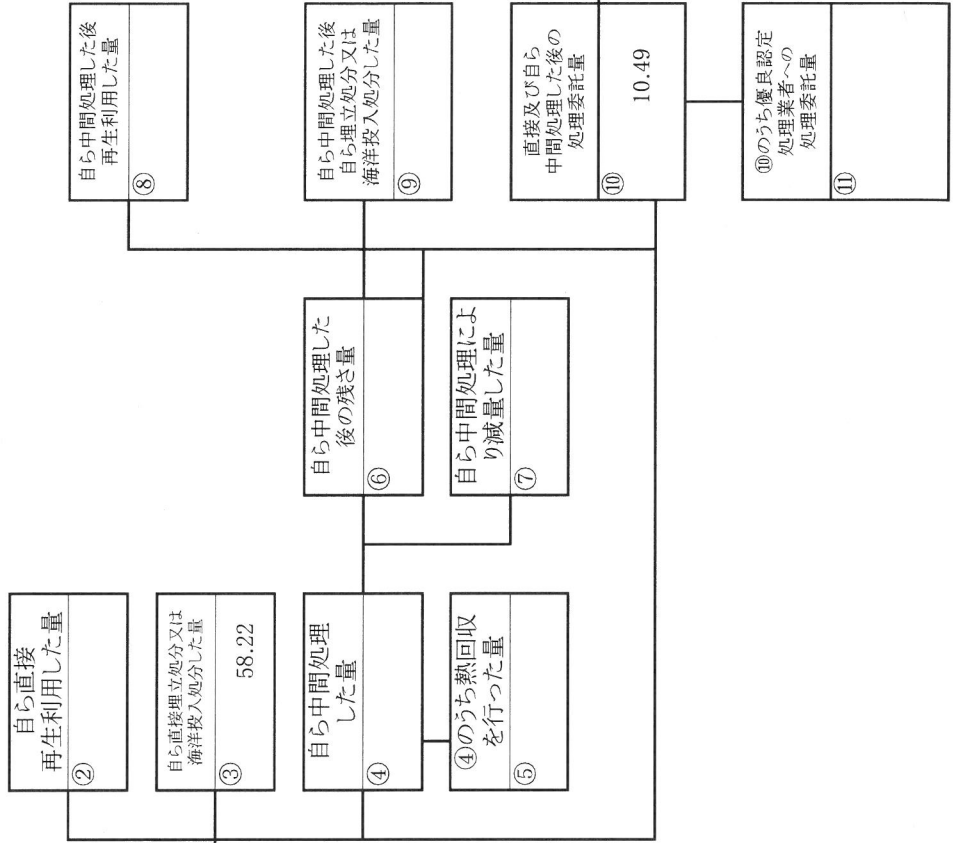 自ら直接
再生利用した量
②
自ら直接埋立処分又は
海洋投入処分した量
③
58.22
自ら中間処理
した量
④
④のうち熱回収
を行った量
⑤
自ら中間処理した
後の残さ量
⑥
自ら中間処理によ
り減量した量
⑦
自ら中間処理した後
再生利用した量
⑧
自ら中間処理した後
自ら埋立処分又は
海洋投入処分した量
⑨
直接及び自ら
中間処理した後の
処理委託量
⑩
10.49
⑩のうち優良認定
処理業者への
処理委託量
⑪